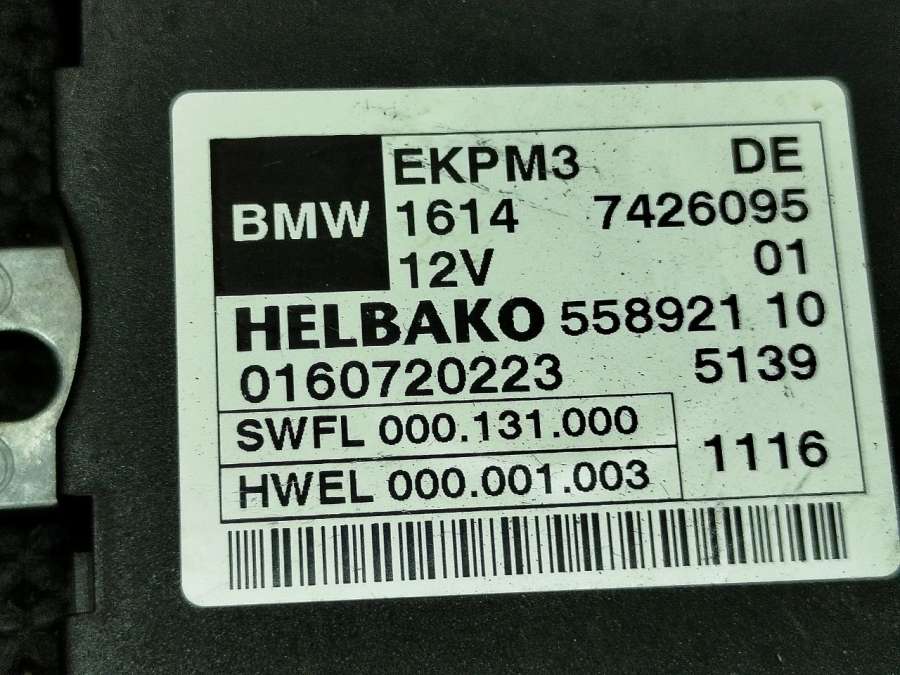 EKPM3 DE
BMW 1614 7426095
12V 01
HELBAKO 558921 10
0160720223 5139
SWFL 000.131.000
HWEL 000.001.003 1116